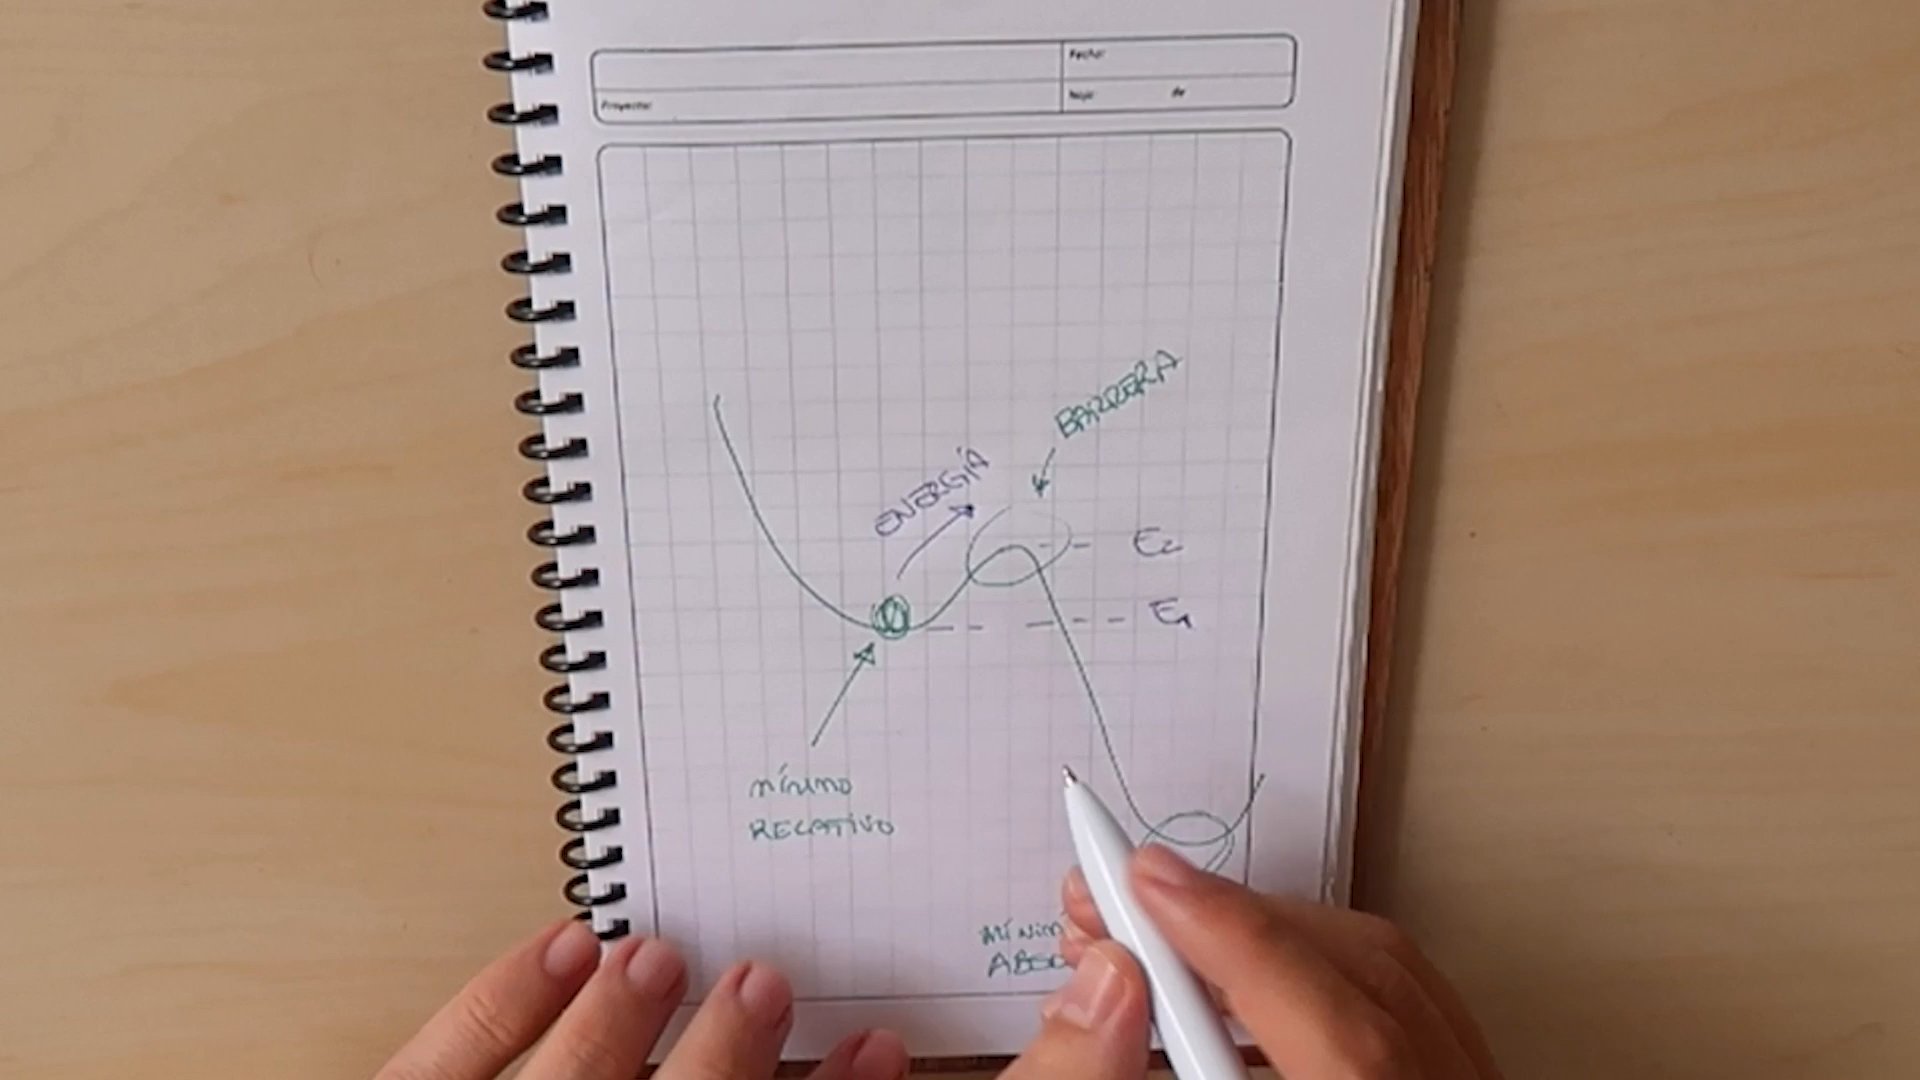 Fecha:
Proyecto:
Hoja: de
BARRERA
ENERGÍA
E2
E1
mínimo
RELATIVO